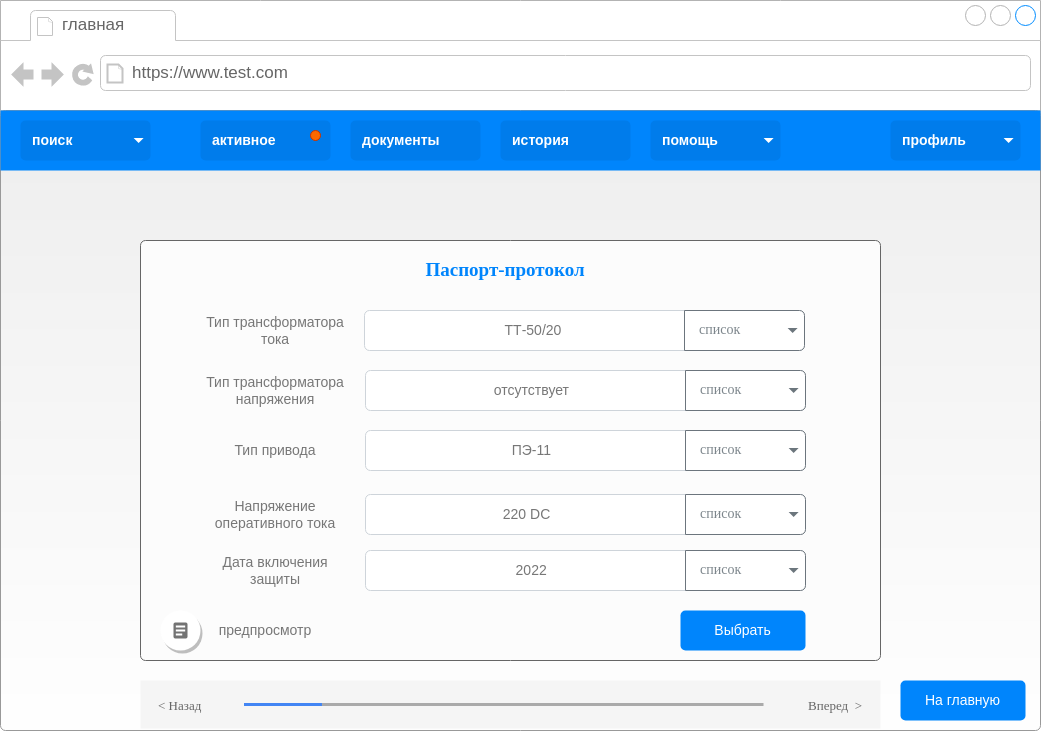 главная
https://www.test.com
поиск
активное
документы
история
помощь
профиль
Паспорт-протокол
Тип трансформатора
тока
ТТ-50/20
список
Тип трансформатора
напряжения
отсутствует
список
Тип привода
ПЭ-11
список
Напряжение
оперативного тока
220 DC
список
Дата включения
защиты
2022
список
предпросмотр
Выбрать
< Назад
Вперед >
На главную